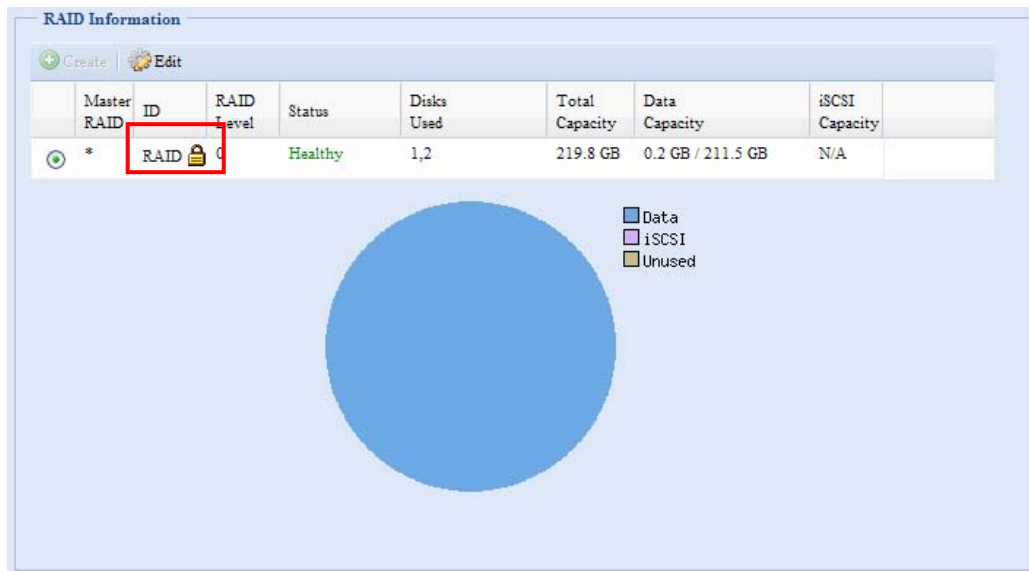 RAID Information
Create Edit
Master RAID ID RAID Level Status Disks Used Total Capacity Data Capacity iSCSI Capacity
* RAID 0 Healthy 1,2 219.8 GB 0.2 GB / 211.5 GB N/A
Data
iSCSI
Unused